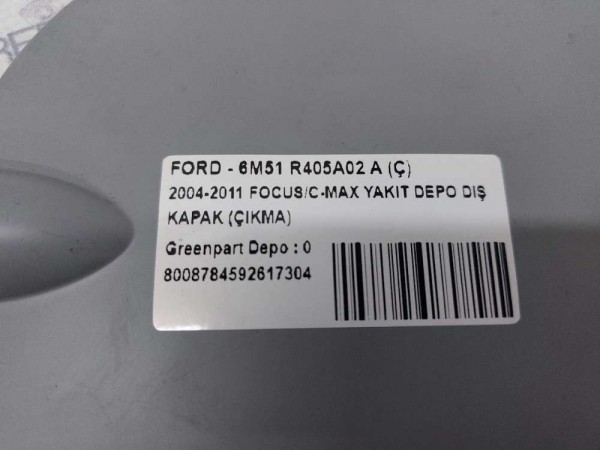 FORD - 6M51 R405A02 A (Ç)
2004-2011 FOCUS/C-MAX YAKIT DEPO DIŞ
KAPAK (ÇIKMA)
Greenpart Depo : 0
8008784592617304